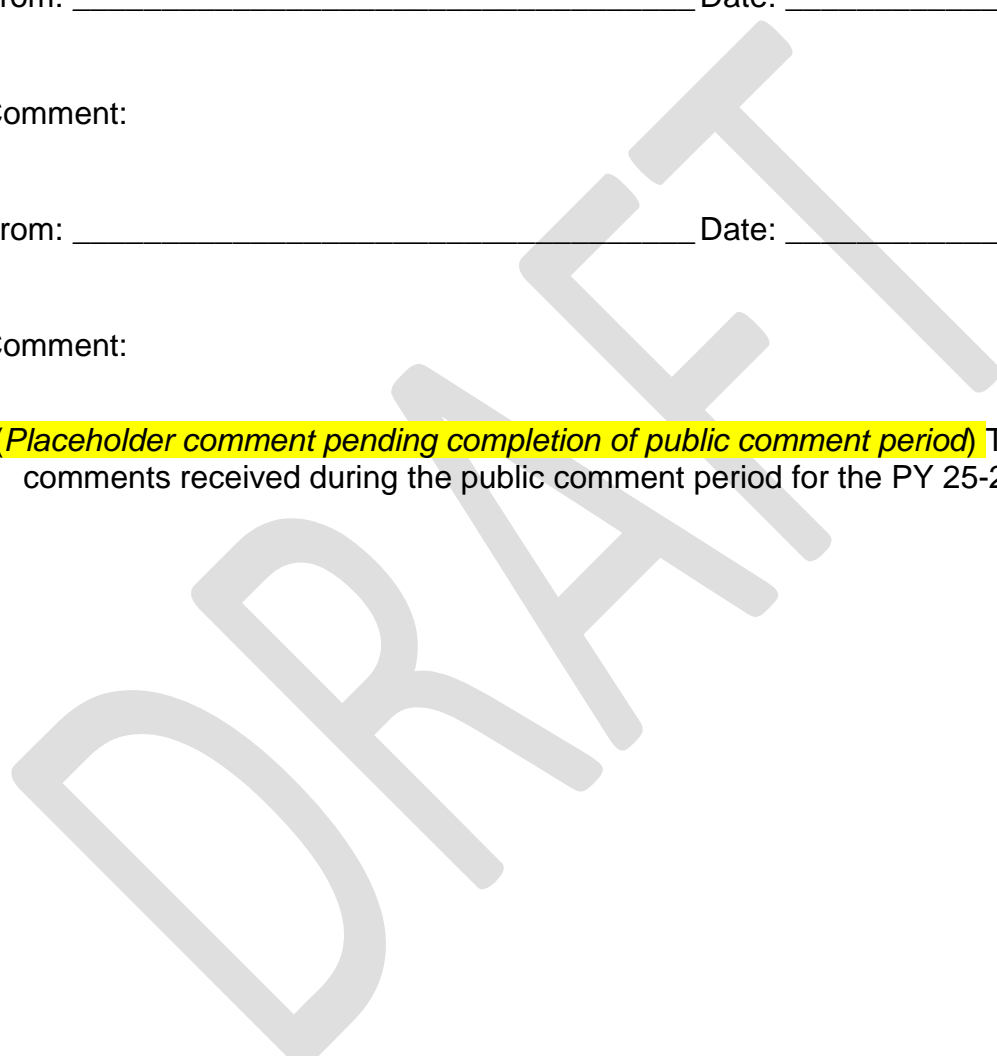 rom: ___________________________________ Date: ____________
omment:
rom: ___________________________________ Date: ____________
omment:
(Placeholder comment pending completion of public comment period) T
comments received during the public comment period for the PY 25-2
DRAFT